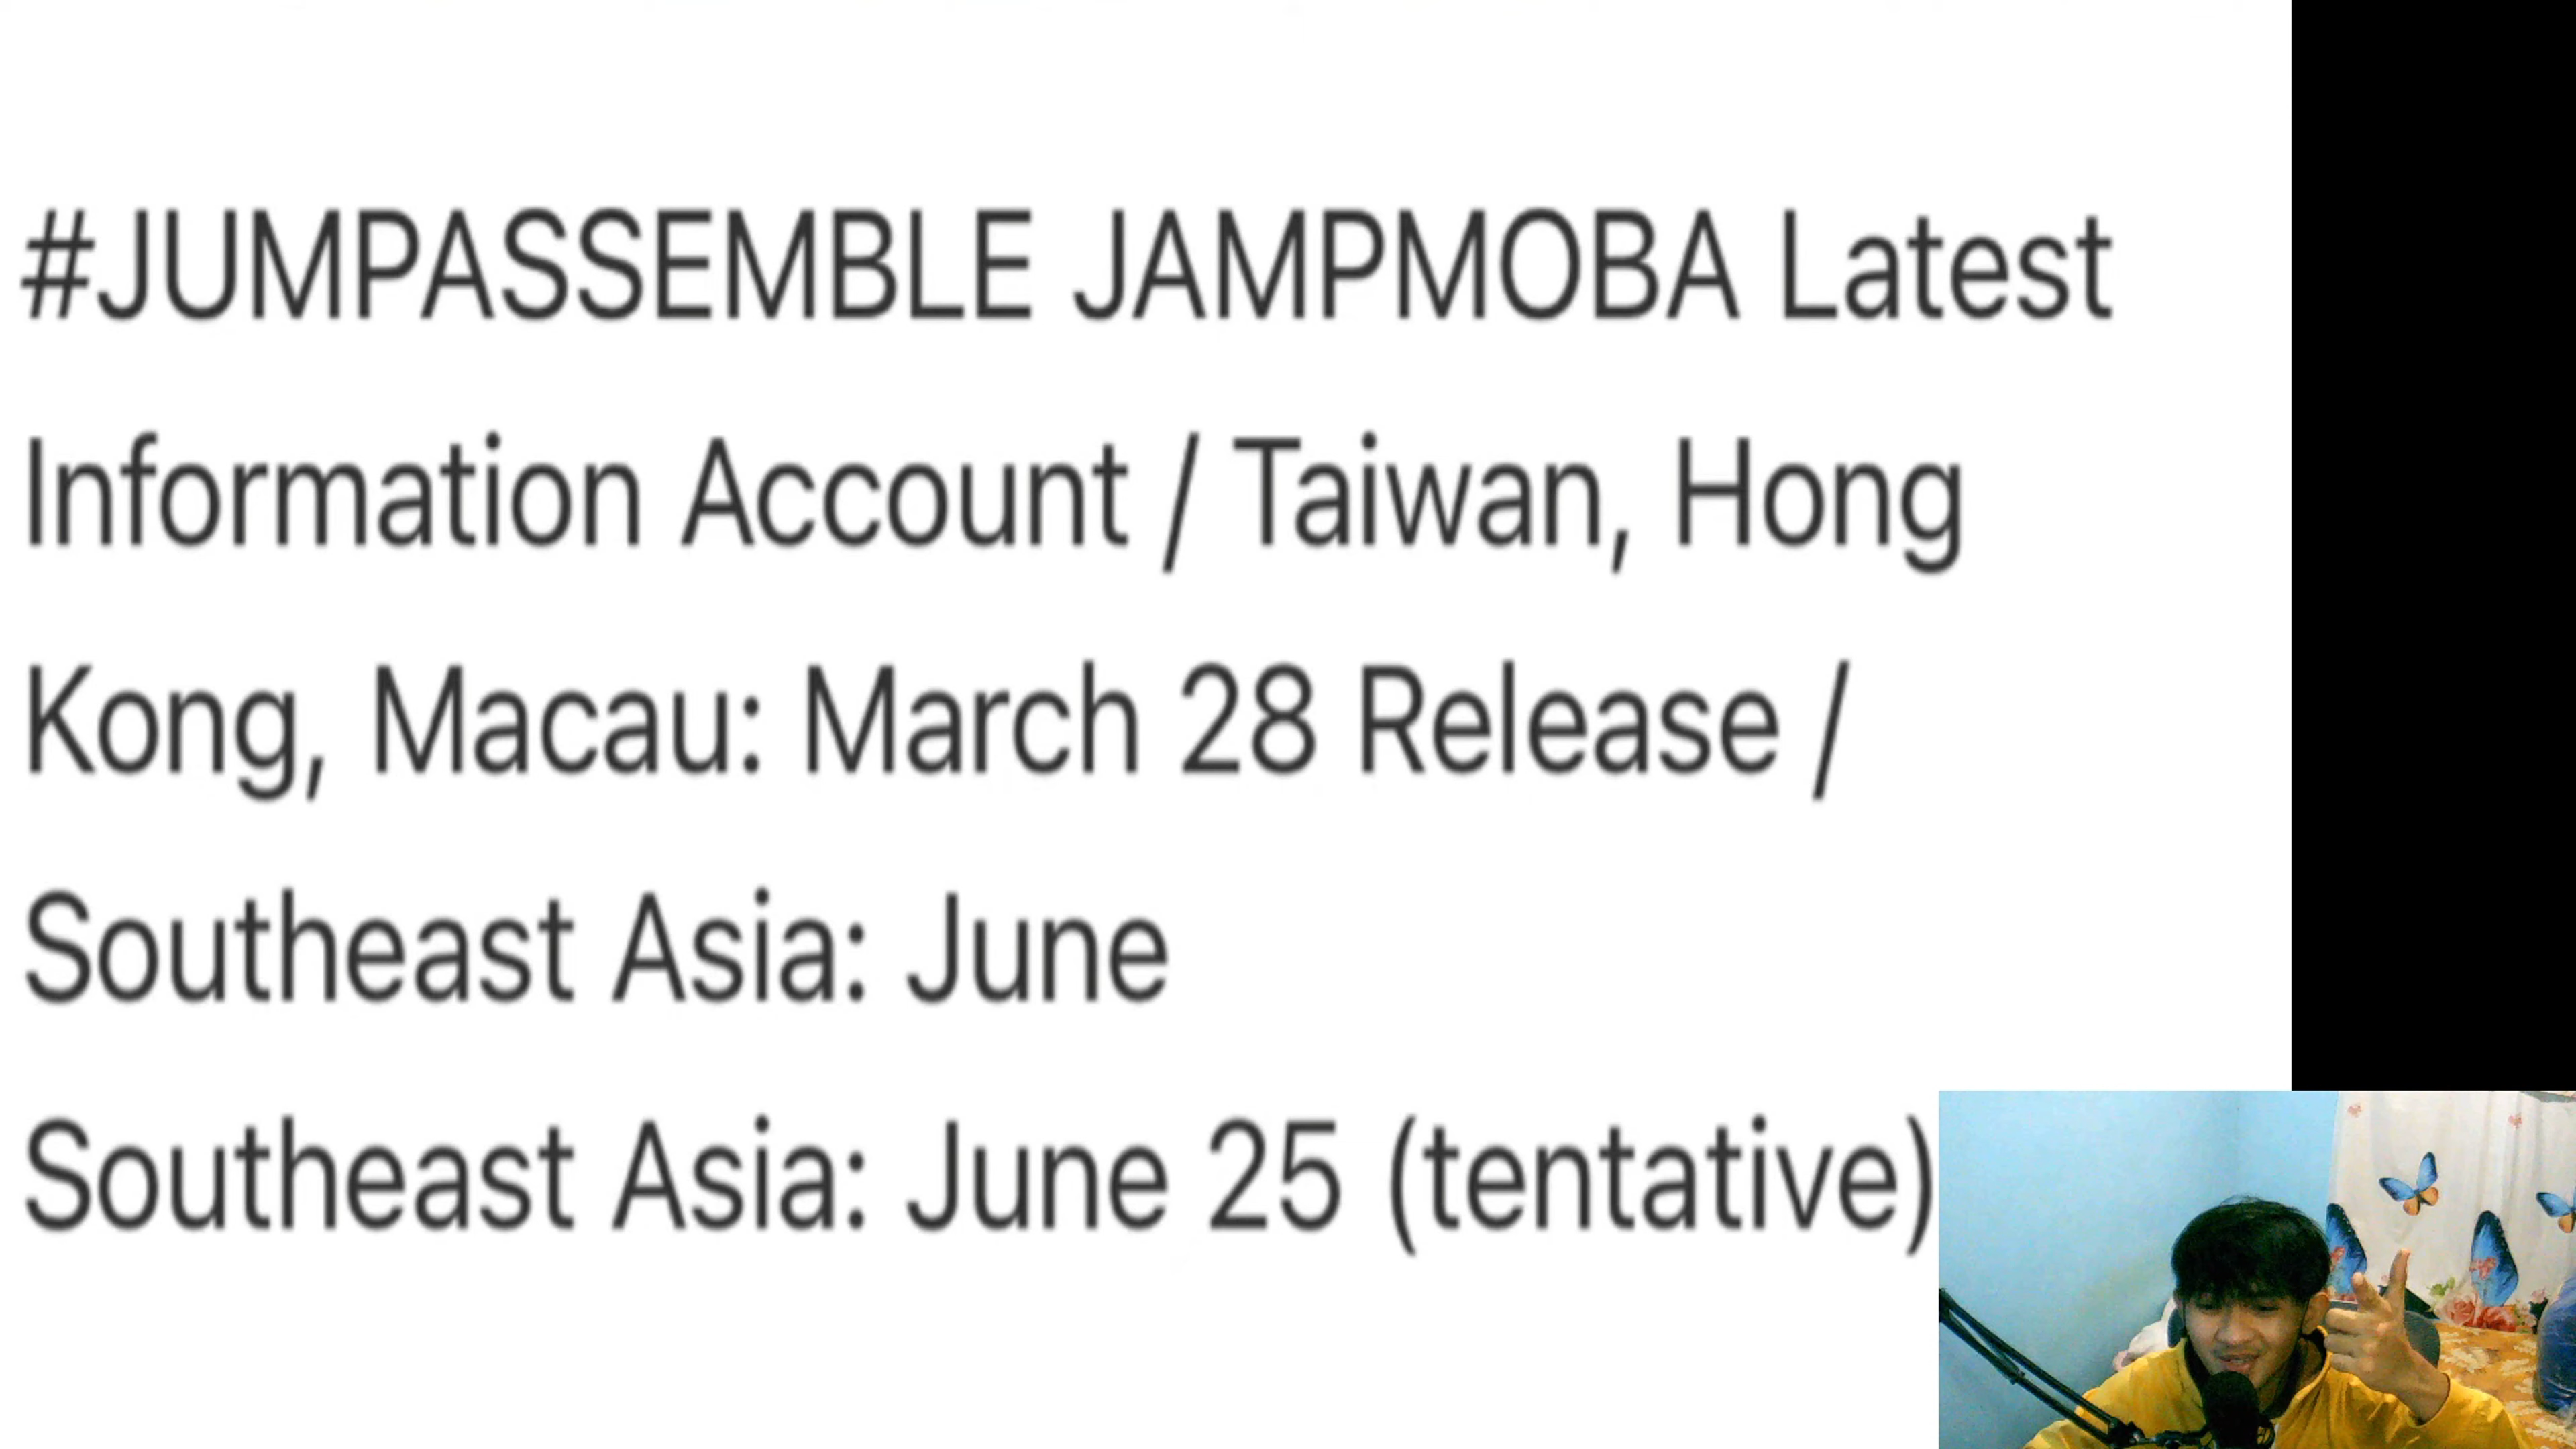 #JUMPASSEMBLE JAMPMOBA Latest
Information Account / Taiwan, Hong
Kong, Macau: March 28 Release /
Southeast Asia: June
Southeast Asia: June 25 (tentative)